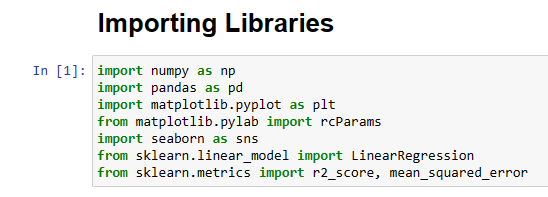 Importing Libraries
In [1]: import numpy as np
import pandas as pd
import matplotlib.pyplot as plt
from matplotlib.pylab import rcParams
import seaborn as sns
from sklearn.linear_model import LinearRegression
from sklearn.metrics import r2_score, mean_squared_error